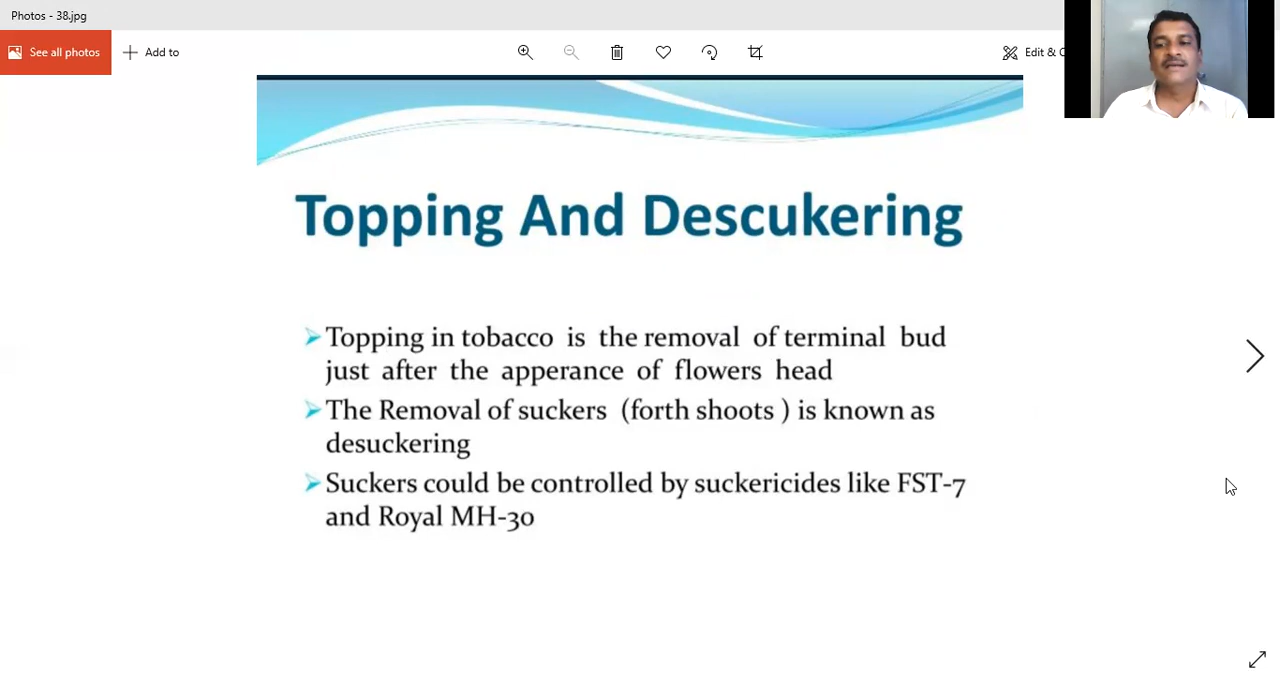 Photos - 38.jpg
See all photos
Add to
Edit & C
Topping And Descukering
Topping in tobacco is the removal of terminal bud
just after the apperance of flowers head
The Removal of suckers (forth shoots ) is known as
desuckering
Suckers could be controlled by suckericides like FST-7
and Royal MH-30